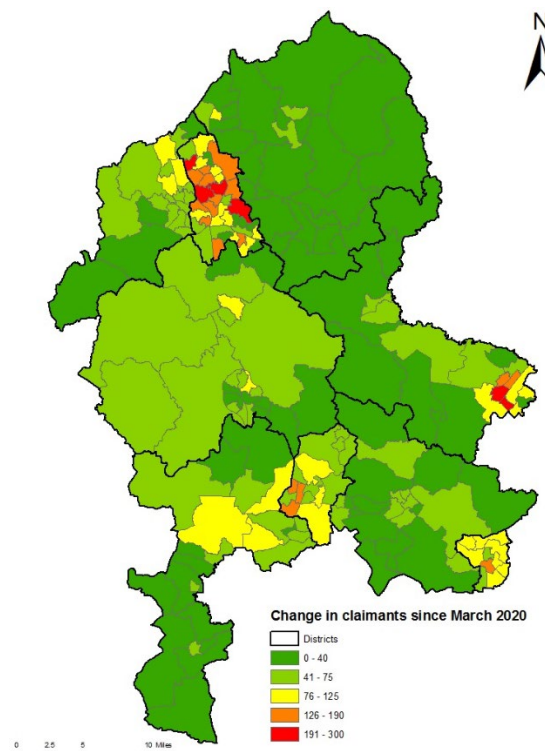 N
Change in claimants since March 2020
Districts
0 - 40
41 - 75
76 - 125
126 - 190
191 - 300
0 2.5 5 10 Miles